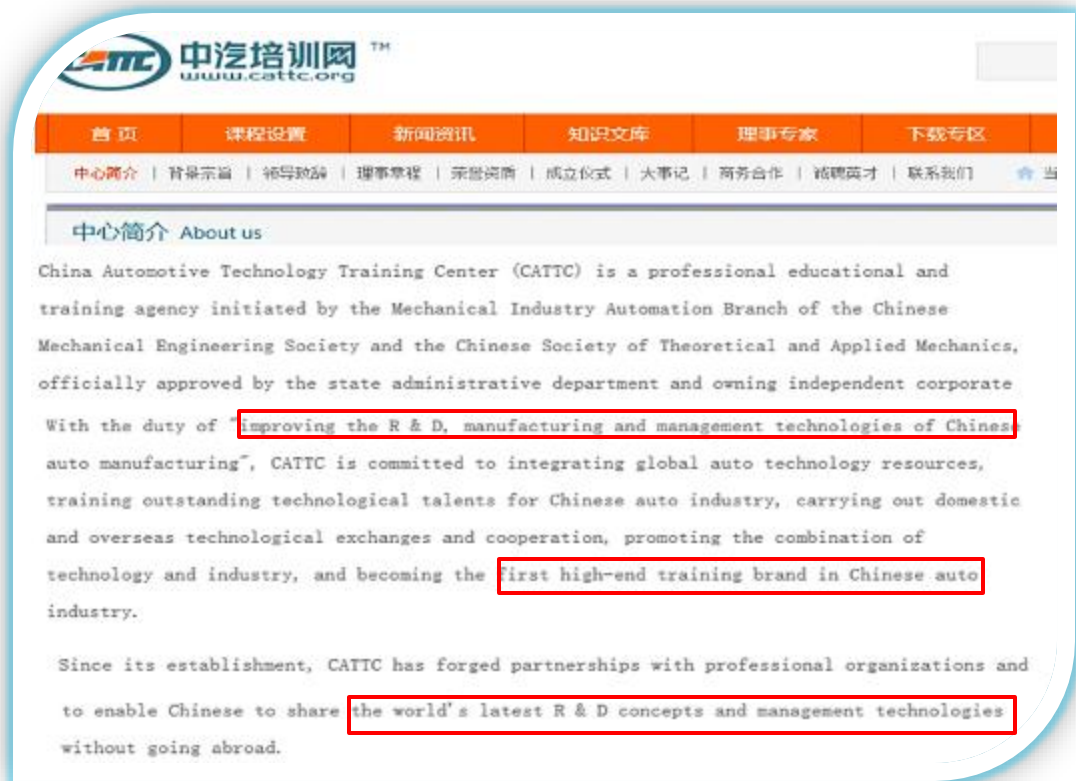 CATTC 中汽培训网 TM
www.cattc.org
首 页 课程设置 新闻资讯 知识文库 理事专家 下载专区
中心简介 | 背景宗旨 | 领导致辞 | 理事章程 | 荣誉资质 | 成立仪式 | 大事记 | 商务合作 | 诚聘英才 | 联系我们 当
中心简介 About us
China Automotive Technology Training Center (CATTC) is a professional educational and
training agency initiated by the Mechanical Industry Automation Branch of the Chinese
Mechanical Engineering Society and the Chinese Society of Theoretical and Applied Mechanics,
officially approved by the state administrative department and owning independent corporate
With the duty of "improving the R & D, manufacturing and management technologies of Chinese
auto manufacturing", CATTC is committed to integrating global auto technology resources,
training outstanding technological talents for Chinese auto industry, carrying out domestic
and overseas technological exchanges and cooperation, promoting the combination of
technology and industry, and becoming the first high-end training brand in Chinese auto
industry.
Since its establishment, CATTC has forged partnerships with professional organizations and
to enable Chinese to share the world's latest R & D concepts and management technologies
without going abroad.